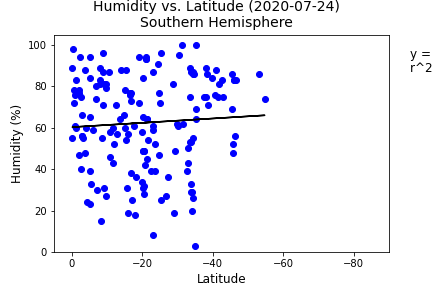 Humidity vs. Latitude (2020-07-24)
Southern Hemisphere
y =
r^2
100
80
60
40
20
0
Humidity (%)
0 −20 −40 −60 −80
Latitude